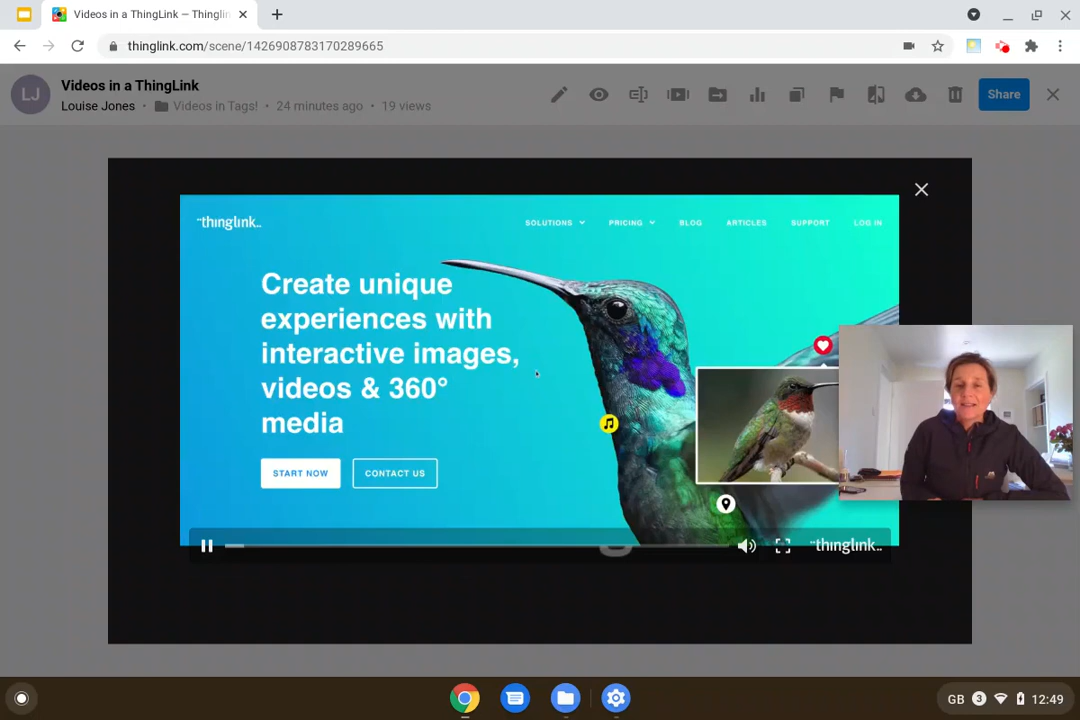 Videos in a ThingLink — Thinglin
thinglink.com/scene/1426908783170289665
LJ
Videos in a ThingLink
Louise Jones • Videos in Tags! • 24 minutes ago • 19 views
Share
thinglink..
SOLUTIONS PRICING BLOG ARTICLES SUPPORT LOG IN
Create unique
experiences with
interactive images,
videos & 360°
media
START NOW CONTACT US
thinglink..
GB 3 12:49